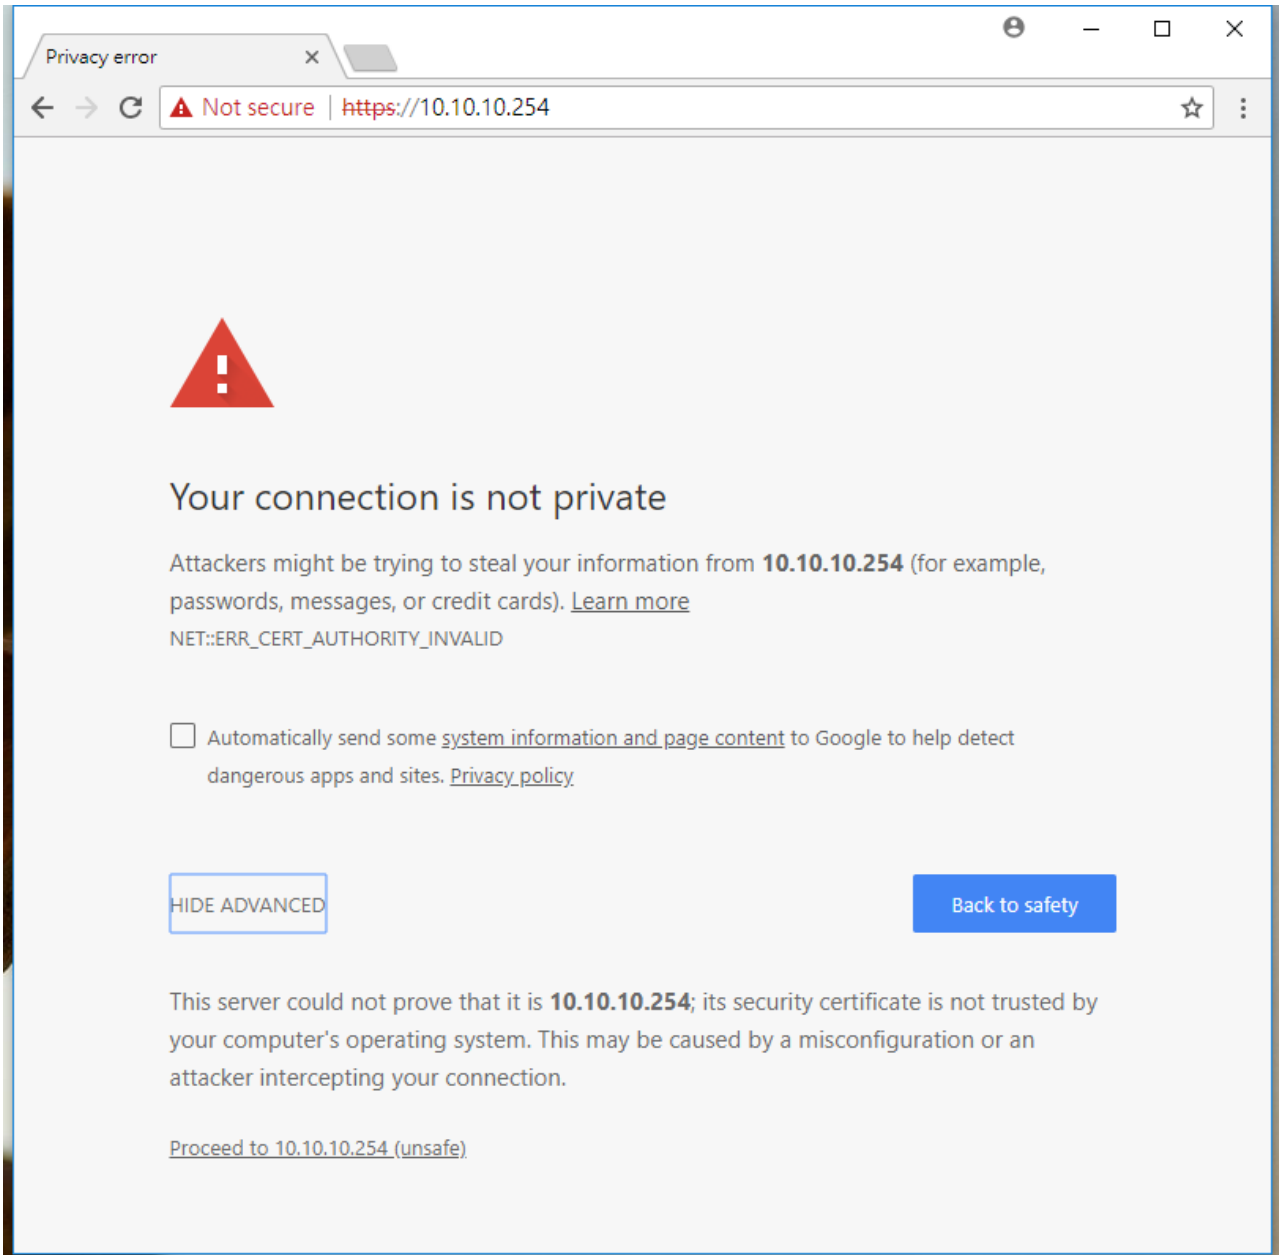 Privacy error
Not secure | https://10.10.10.254
Your connection is not private
Attackers might be trying to steal your information from 10.10.10.254 (for example,
passwords, messages, or credit cards). Learn more
NET::ERR_CERT_AUTHORITY_INVALID
Automatically send some system information and page content to Google to help detect
dangerous apps and sites. Privacy policy
HIDE ADVANCED
Back to safety
This server could not prove that it is 10.10.10.254; its security certificate is not trusted by
your computer's operating system. This may be caused by a misconfiguration or an
attacker intercepting your connection.
Proceed to 10.10.10.254 (unsafe)